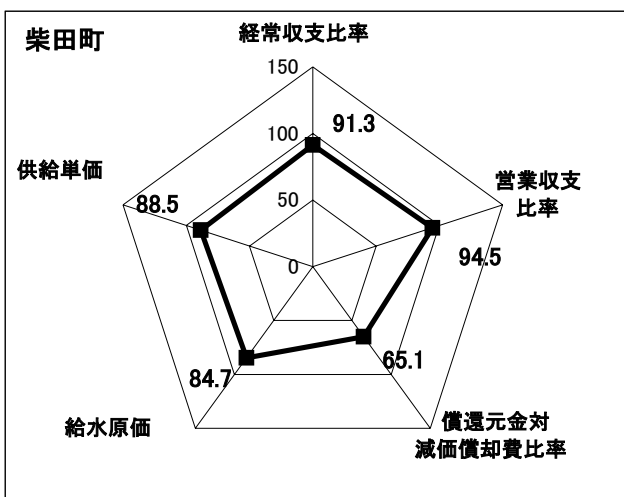 柴田町
経常収支比率
150
91.3
100
供給単価
営業収支
比率
88.5
50
94.5
0
65.1
84.7
給水原価
償還元金対
減価償却費比率